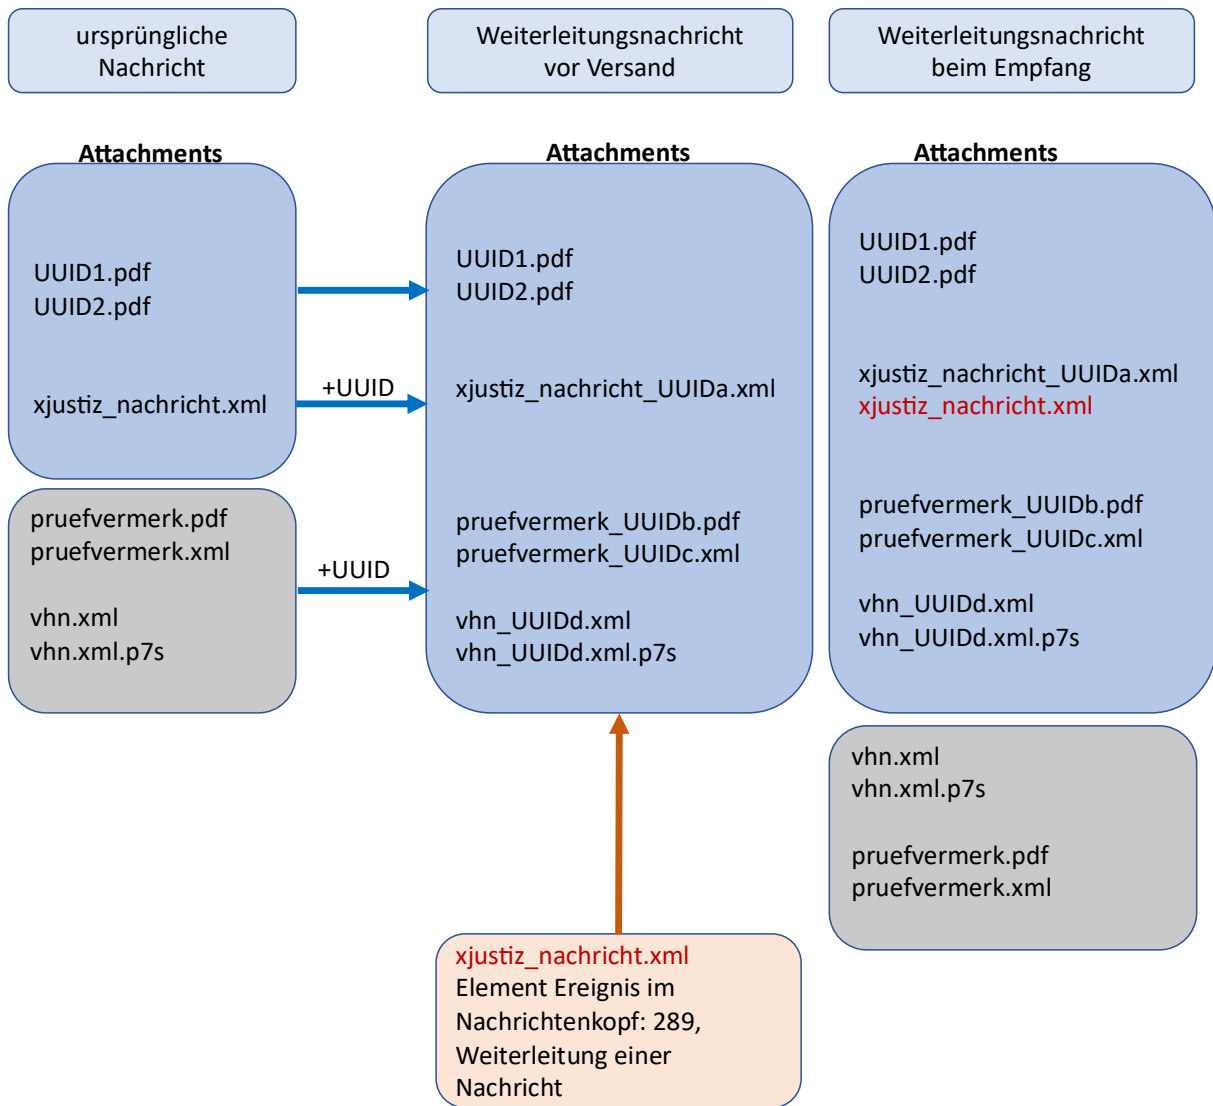 ursprüngliche
Nachricht
Weiterleitungsnachricht
vor Versand
Weiterleitungsnachricht
beim Empfang
Attachments
UUID1.pdf
UUID2.pdf
xjustiz_nachricht.xml
pruefvermerk.pdf
pruefvermerk.xml
vhn.xml
vhn.xml.p7s
+UUID
+UUID
Attachments
UUID1.pdf
UUID2.pdf
xjustiz_nachricht_UUIDa.xml
pruefvermerk_UUIDb.pdf
pruefvermerk_UUIDc.xml
vhn_UUIDd.xml
vhn_UUIDd.xml.p7s
xjustiz_nachricht.xml
Element Ereignis im
Nachrichtenkopf: 289,
Weiterleitung einer
Nachricht
Attachments
UUID1.pdf
UUID2.pdf
xjustiz_nachricht_UUIDa.xml
xjustiz_nachricht.xml
pruefvermerk_UUIDb.pdf
pruefvermerk_UUIDc.xml
vhn_UUIDd.xml
vhn_UUIDd.xml.p7s
vhn.xml
vhn.xml.p7s
pruefvermerk.pdf
pruefvermerk.xml